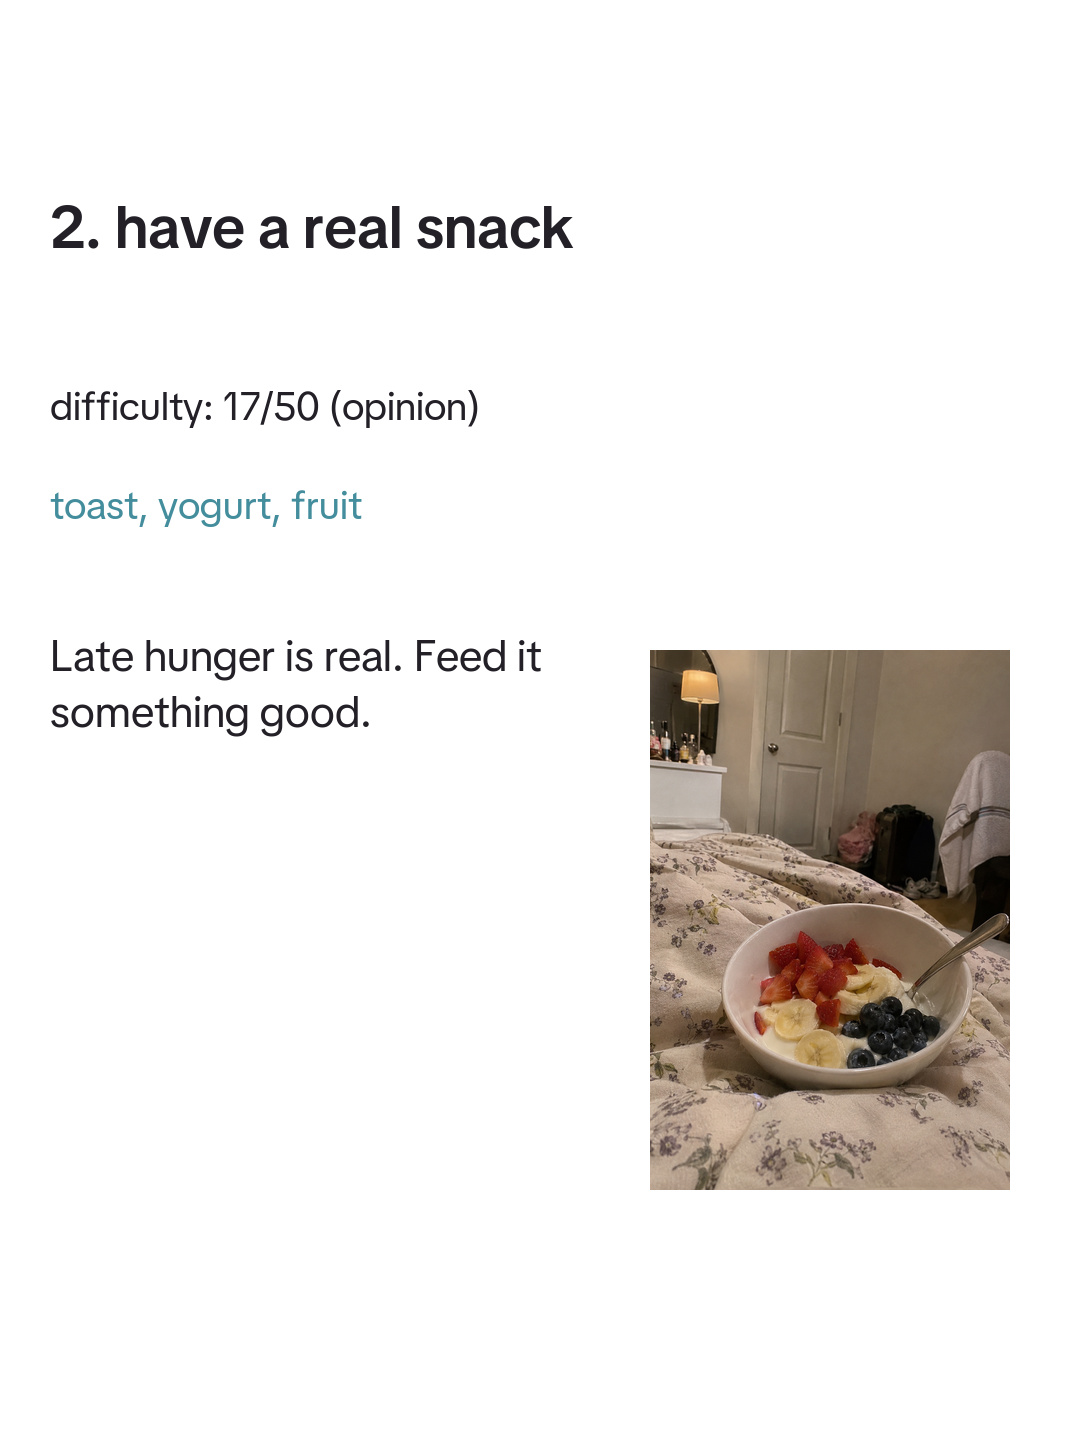 2. have a real snack
difficulty: 17/50 (opinion)
toast, yogurt, fruit
Late hunger is real. Feed it
something good.